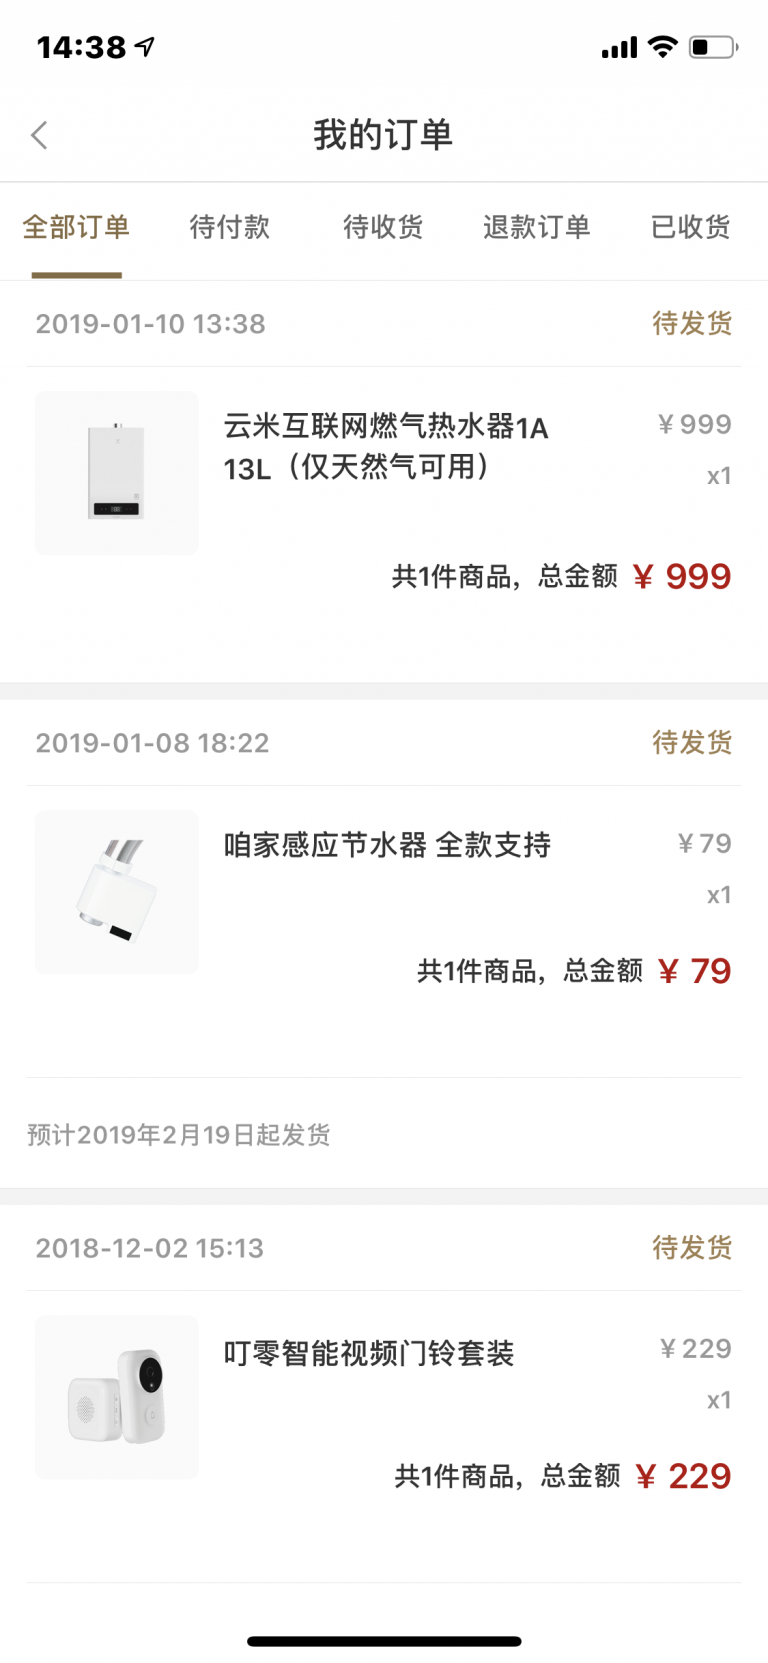 14:38
我的订单
全部订单 待付款 待收货 退款订单 已收货
2019-01-10 13:38 待发货
云米互联网燃气热水器1A ¥999
13L（仅天然气可用） x1
共1件商品，总金额 ¥ 999
2019-01-08 18:22 待发货
咱家感应节水器 全款支持 ¥79
x1
共1件商品，总金额 ¥ 79
预计2019年2月19日起发货
2018-12-02 15:13 待发货
叮零智能视频门铃套装 ¥229
x1
共1件商品，总金额 ¥ 229